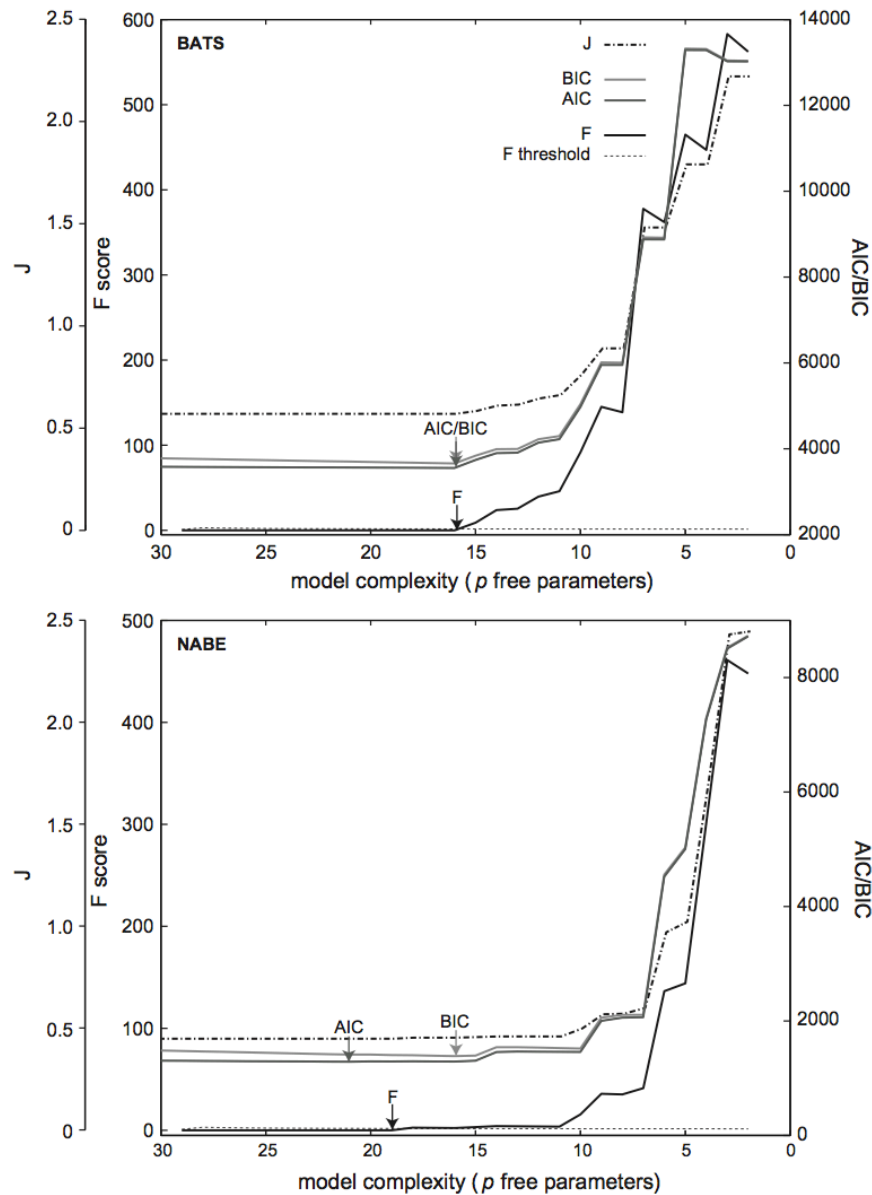 BATS
J
BIC
AIC
F
F threshold
AIC/BIC
F
2.5
2.0
1.5
1.0
0.5
0
J
600
500
400
300
200
100
0
F score
14000
12000
10000
8000
6000
4000
2000
AIC/BIC
30 25 20 15 10 5 0
model complexity ( p free parameters)
NABE
AIC
BIC
F
2.5
2.0
1.5
1.0
0.5
0
J
500
400
300
200
100
0
F score
8000
6000
4000
2000
0
AIC/BIC
30 25 20 15 10 5 0
model complexity ( p free parameters)